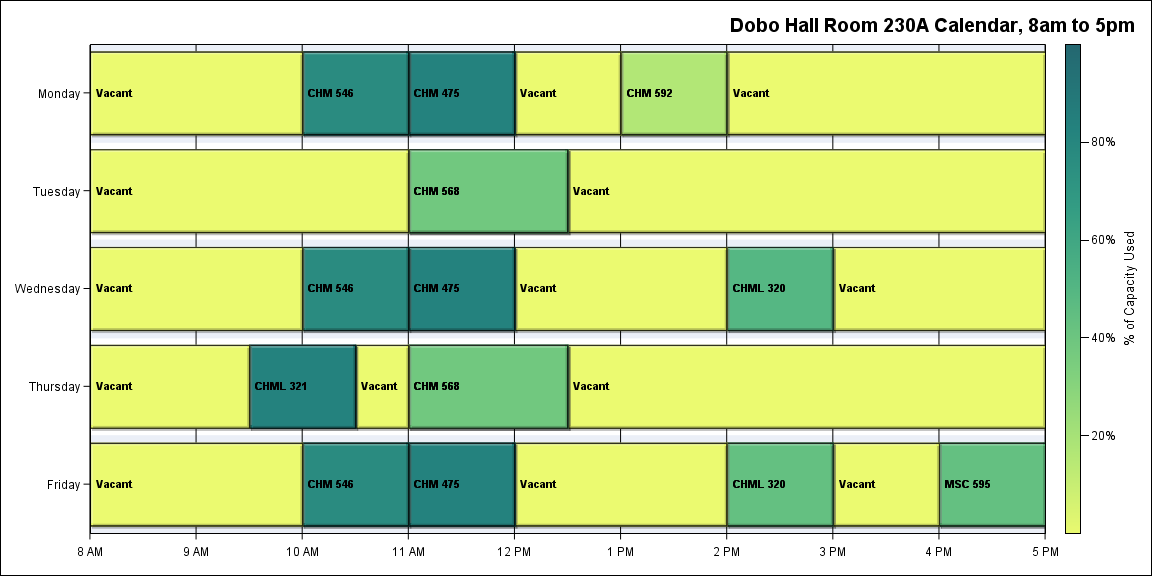 Dobo Hall Room 230A Calendar, 8am to 5pm
Monday
Vacant
CHM 546
CHM 475
Vacant
CHM 592
Vacant
Tuesday
Vacant
CHM 568
Vacant
Wednesday
Vacant
CHM 546
CHM 475
Vacant
CHML 320
Vacant
Thursday
Vacant
CHML 321
Vacant
CHM 568
Vacant
Friday
Vacant
CHM 546
CHM 475
Vacant
CHML 320
Vacant
MSC 595
8 AM
9 AM
10 AM
11 AM
12 PM
1 PM
2 PM
3 PM
4 PM
5 PM
80%
60%
40%
20%
% of Capacity Used